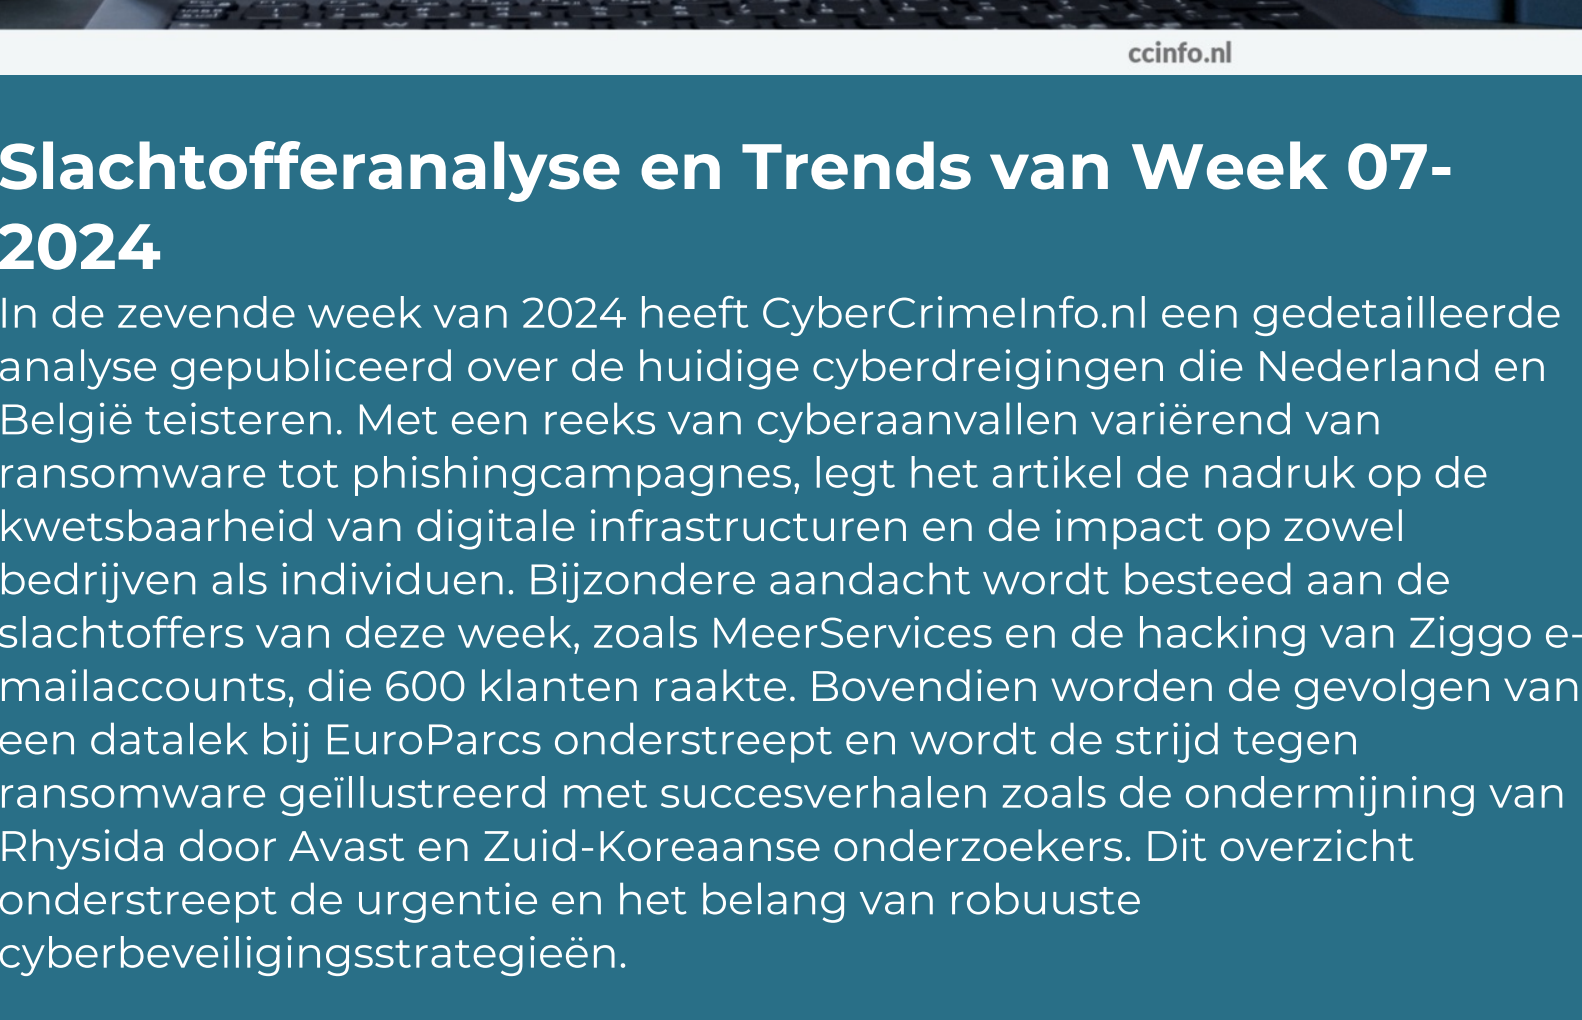 ccinfo.nl
Slachtofferanalyse en Trends van Week 07-
2024
In de zevende week van 2024 heeft CyberCrimeInfo.nl een gedetailleerde
analyse gepubliceerd over de huidige cyberdreigingen die Nederland en
België teisteren. Met een reeks van cyberaanvallen variërend van
ransomware tot phishingcampagnes, legt het artikel de nadruk op de
kwetsbaarheid van digitale infrastructuren en de impact op zowel
bedrijven als individuen. Bijzondere aandacht wordt besteed aan de
slachtoffers van deze week, zoals MeerServices en de hacking van Ziggo e-
mailaccounts, die 600 klanten raakte. Bovendien worden de gevolgen van
een datalek bij EuroParcs onderstreept en wordt de strijd tegen
ransomware geïllustreerd met succesverhalen zoals de ondermijning van
Rhysida door Avast en Zuid-Koreaanse onderzoekers. Dit overzicht
onderstreept de urgentie en het belang van robuuste
cyberbeveiligingsstrategieën.